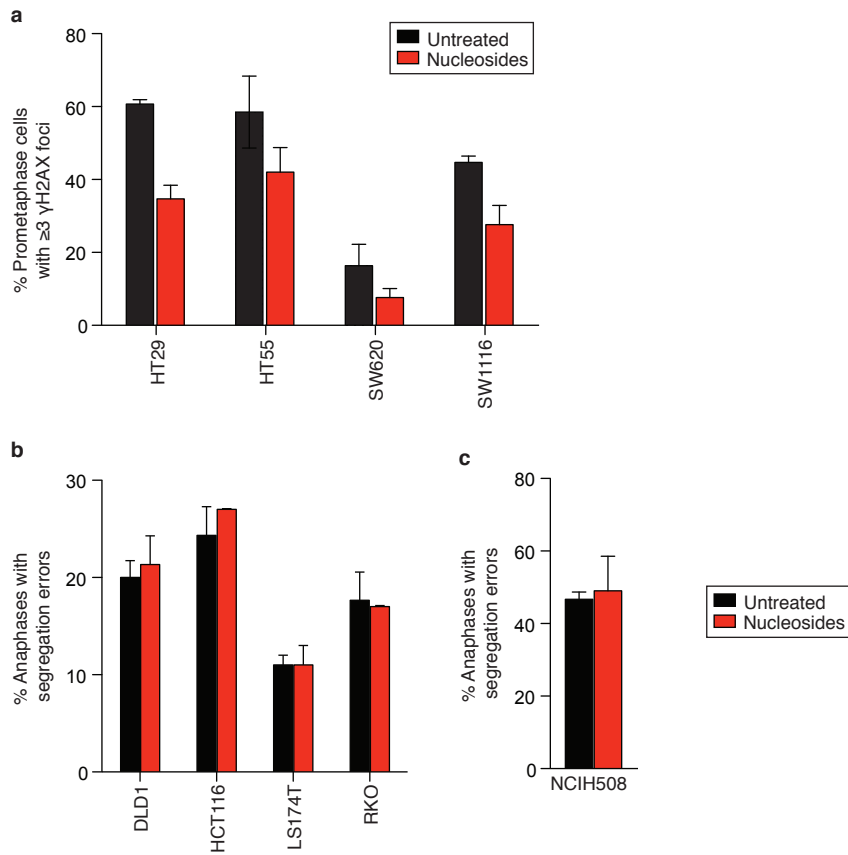 a
% Prometaphase cells
with ≥3 γH2AX foci
80
60
40
20
0
Untreated
Nucleosides
HT29
HT55
SW620
SW1116
b
% Anaphases with
segregation errors
30
20
10
0
DLD1
HCT116
LS174T
RKO
c
% Anaphases with
segregation errors
80
60
40
20
0
NCIH508
Untreated
Nucleosides